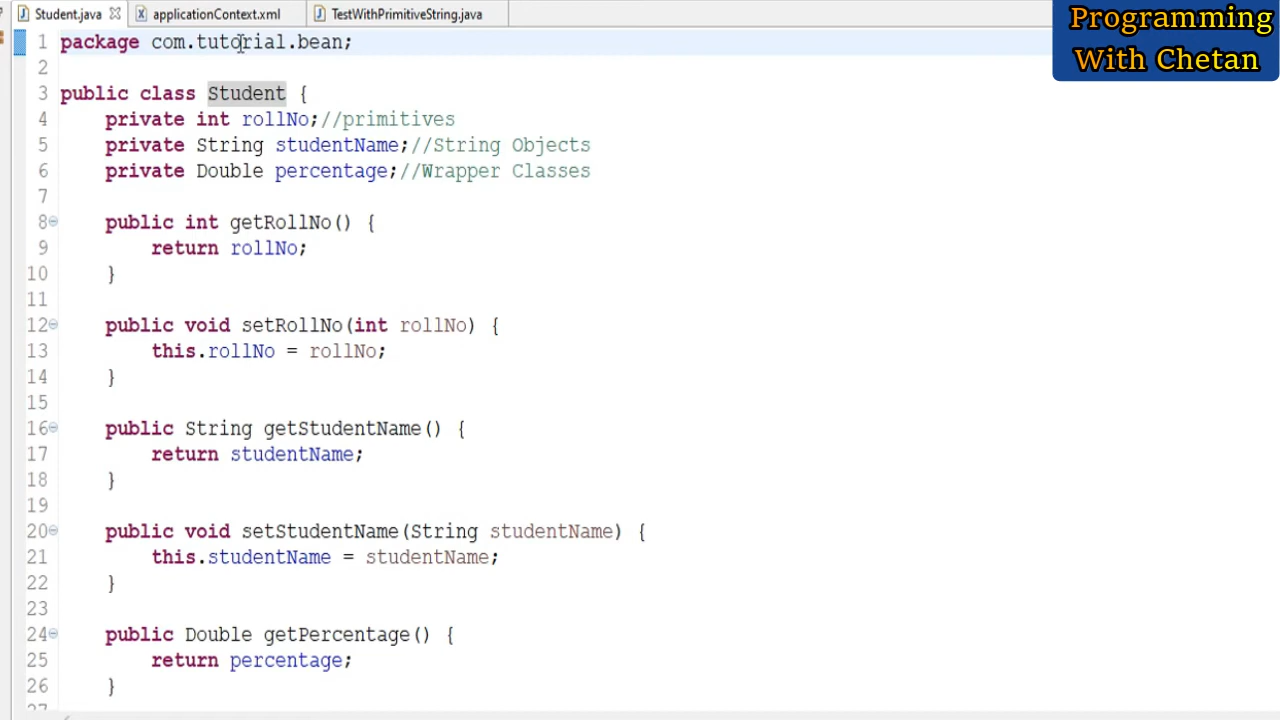 Student.java
applicationContext.xml
TestWithPrimitiveString.java
Programming
With Chetan
1 package com.tutorial.bean;
2
3 public class Student {
4 private int rollNo;//primitives
5 private String studentName;//String Objects
6 private Double percentage;//Wrapper Classes
7
8 public int getRollNo() {
9 return rollNo;
10 }
11
12 public void setRollNo(int rollNo) {
13 this.rollNo = rollNo;
14 }
15
16 public String getStudentName() {
17 return studentName;
18 }
19
20 public void setStudentName(String studentName) {
21 this.studentName = studentName;
22 }
23
24 public Double getPercentage() {
25 return percentage;
26 }